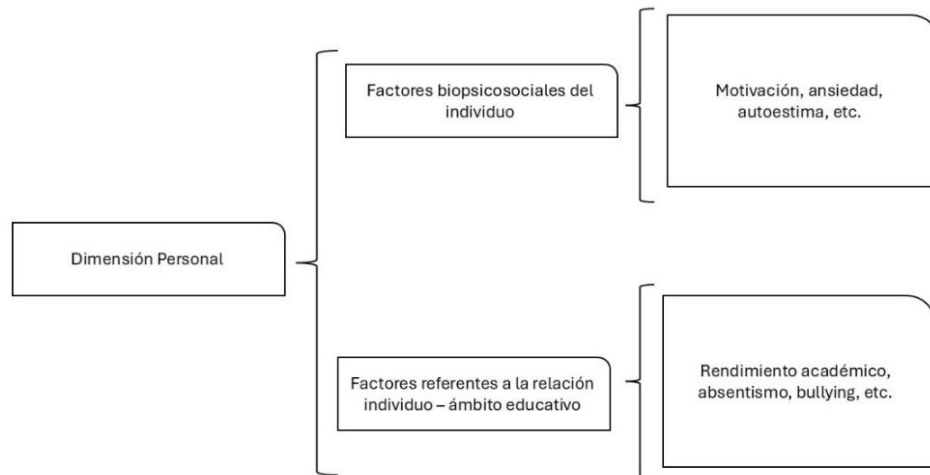 Factores biopsicosociales del
individuo
Motivación, ansiedad,
autoestima, etc.
Dimensión Personal
Factores referentes a la relación
individuo – ámbito educativo
Rendimiento académico,
absentismo, bullying, etc.